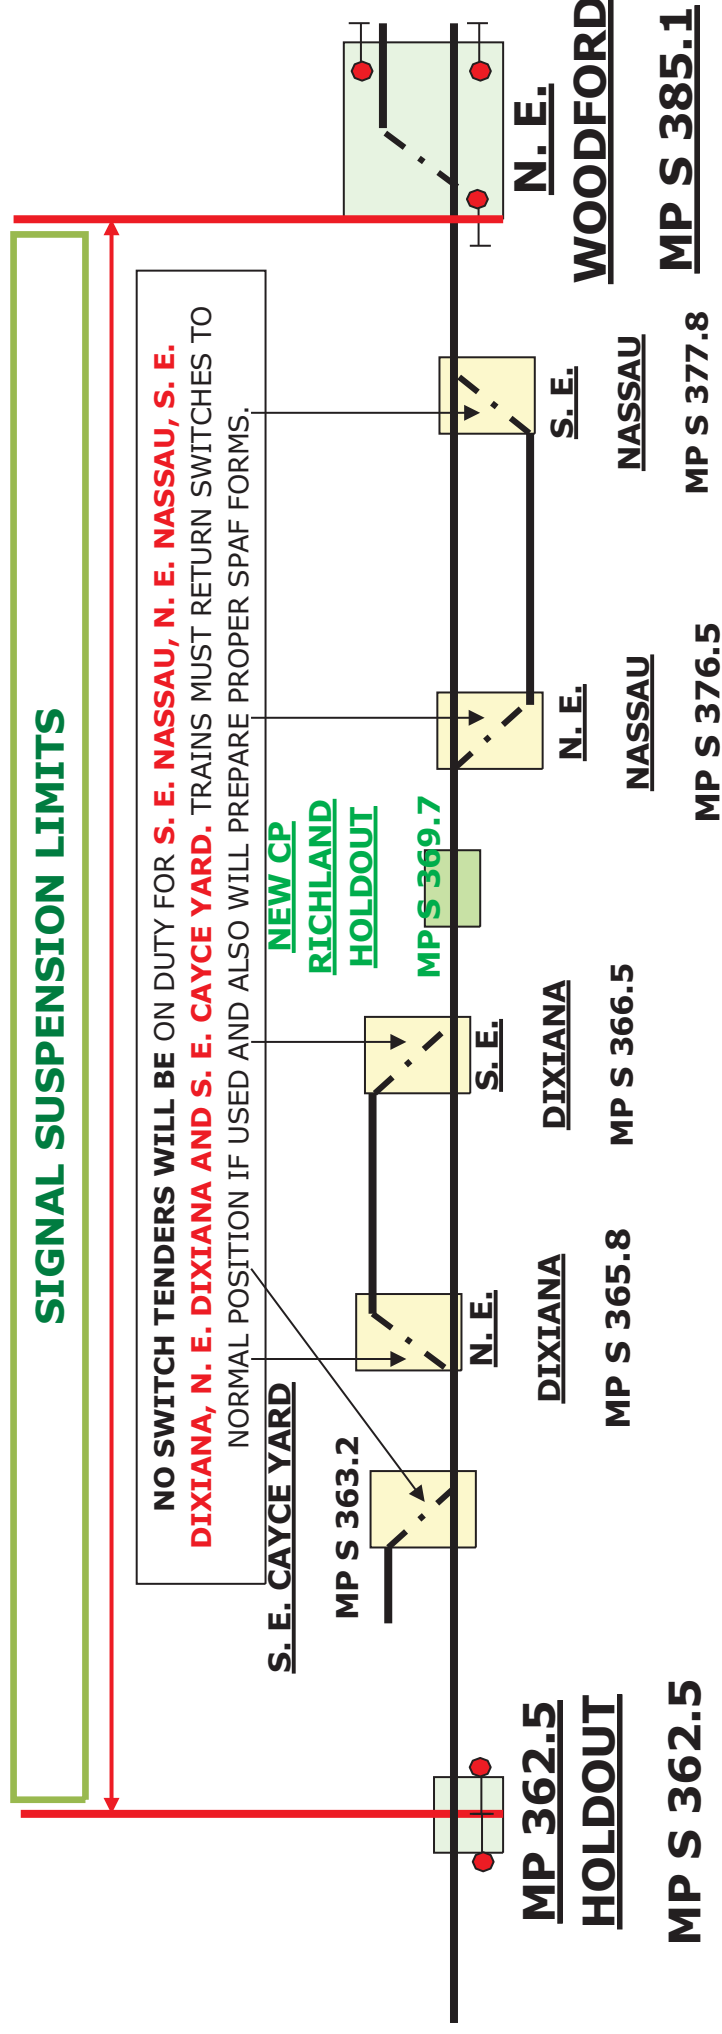 SIGNAL SUSPENSION LIMITS
NO SWITCH TENDERS WILL BE ON DUTY FOR S. E. NASSAU, N. E. NASSAU, S. E.
DIXIANA, N. E. DIXIANA AND S. E. CAYCE YARD. TRAINS MUST RETURN SWITCHES TO
NORMAL POSITION IF USED AND ALSO WILL PREPARE PROPER SPAF FORMS.
S. E. CAYCE YARD
MP S 363.2
NEW CP
RICHLAND
HOLDOUT
MP S 369.7
MP 362.5
HOLDOUT
MP S 362.5
N. E.
DIXIANA
MP S 365.8
S. E.
DIXIANA
MP S 366.5
N. E.
NASSAU
MP S 376.5
S. E.
NASSAU
MP S 377.8
N. E.
WOODFORD
MP S 385.1